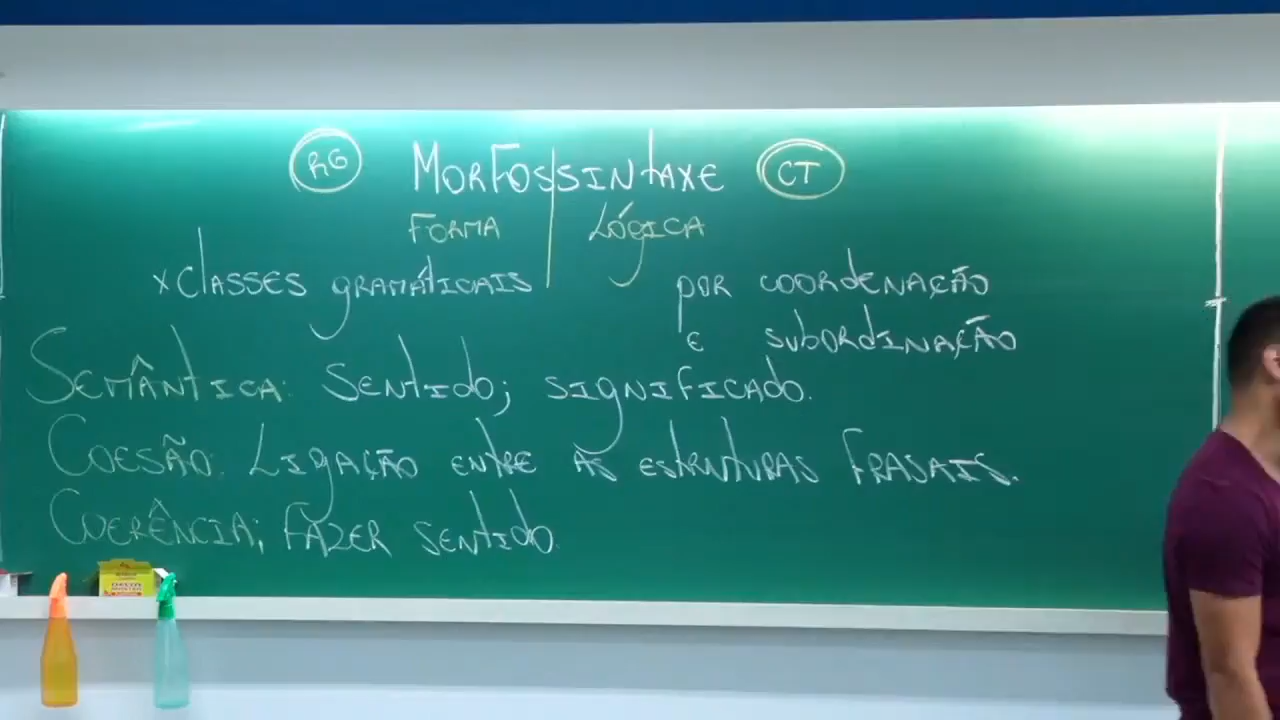 RG MORFOSSINTAXE CT
FORMA LÓGICA
x CLASSES GRAMÁTICAIS POR COORDENAÇÃO
E SUBORDINAÇÃO
SEMÂNTICA: SENTIDO; SIGNIFICADO.
COESÃO: LIGAÇÃO ENTRE AS ESTRUTURAS FRASAIS.
COERÊNCIA; FAZER SENTIDO.